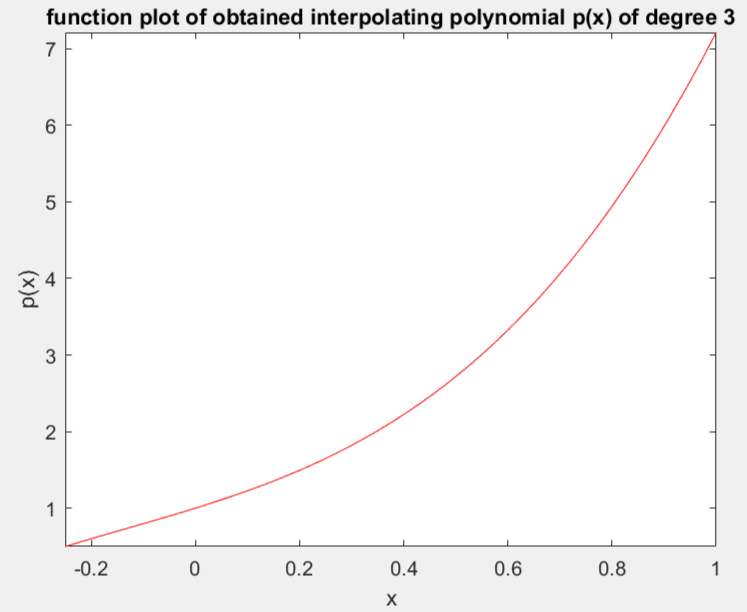 function plot of obtained interpolating polynomial p(x) of degree 3
7
6
5
4
3
2
1
p(x)
-0.2 0 0.2 0.4 0.6 0.8 1
x